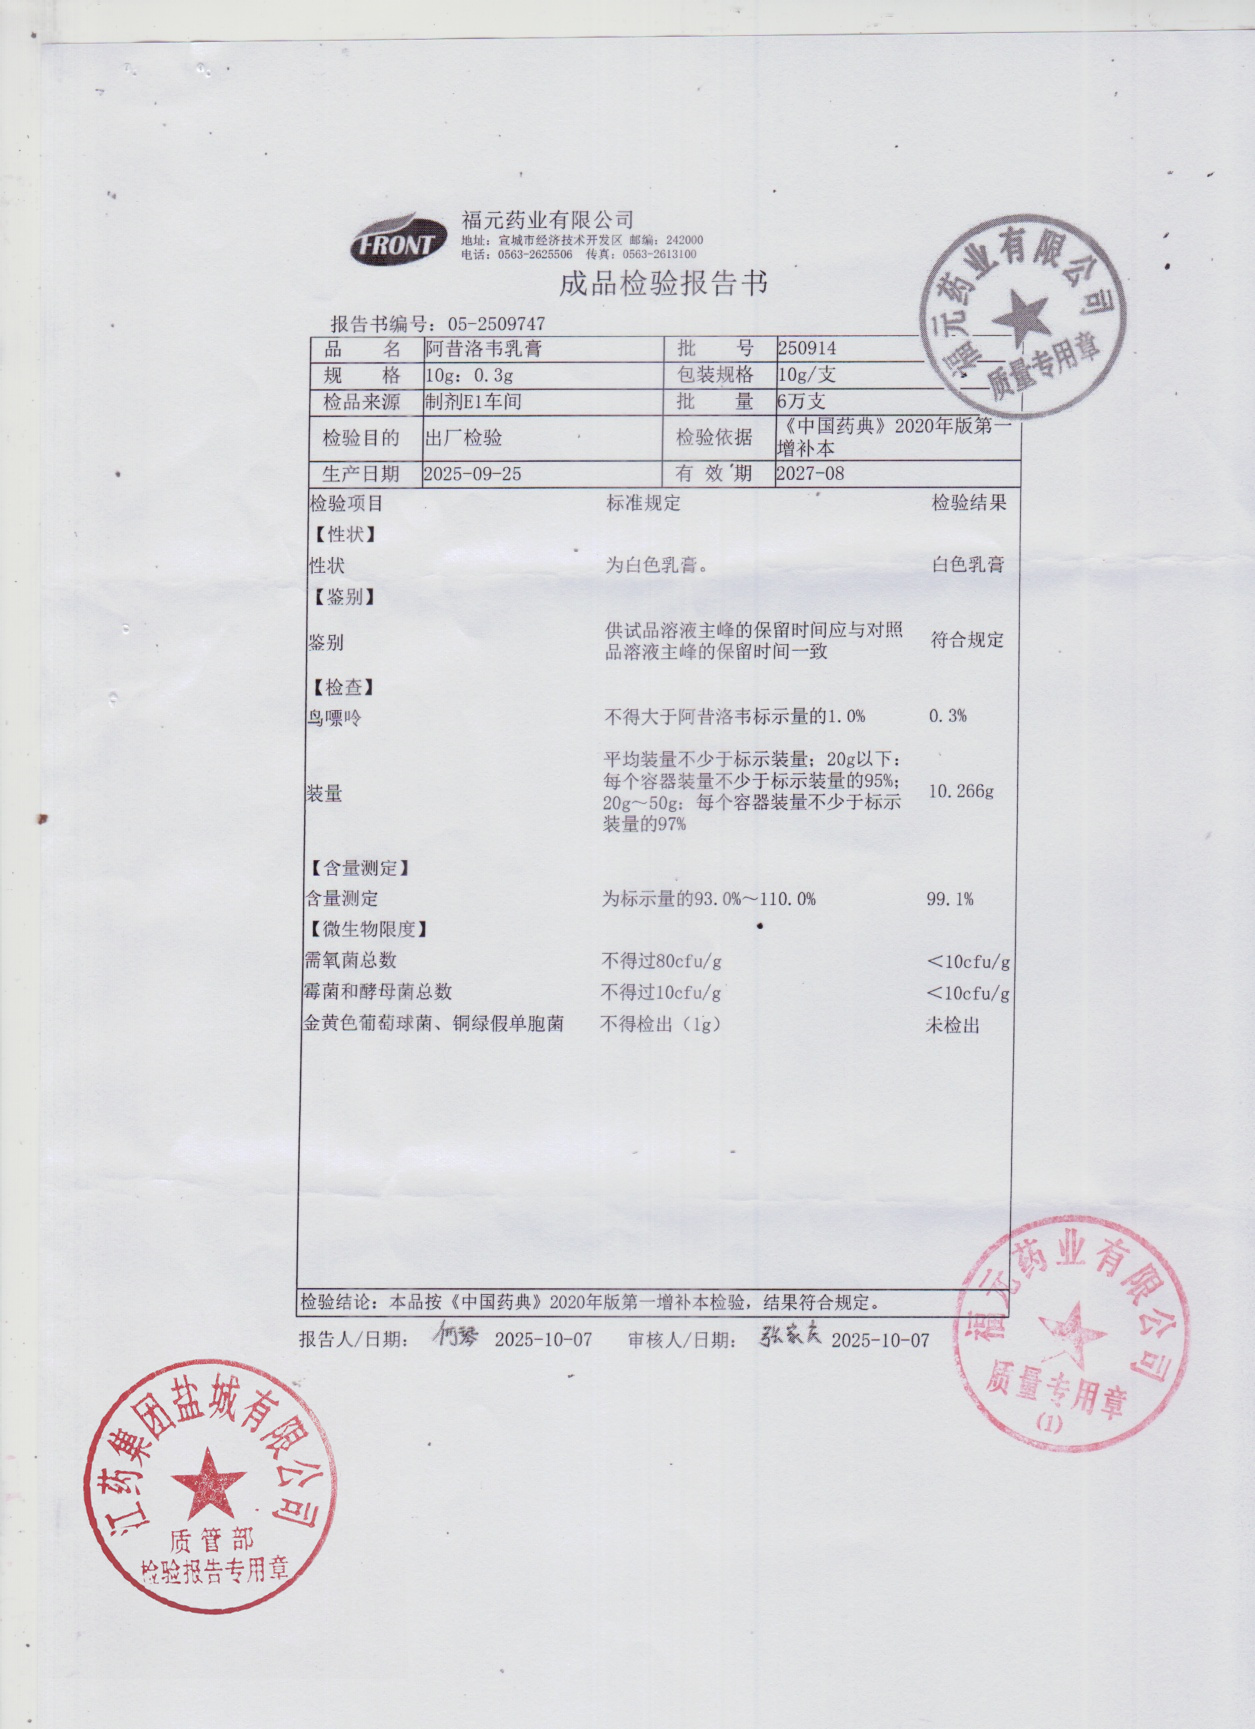 FRONT
福元药业有限公司
地址：宣城市经济技术开发区 邮编：242000
电话：0563-2625506 传真：0563-2613100
成品检验报告书
福元药业有限公司
质量专用章
报告书编号：05-2509747
品 名 阿昔洛韦乳膏 批 号 250914
规 格 10g：0.3g 包装规格 10g/支
检品来源 制剂E1车间 批 量 6万支
检验目的 出厂检验 检验依据 《中国药典》2020年版第一
增补本
生产日期 2025-09-25 有 效 期 2027-08
检验项目 标准规定 检验结果
【性状】
性状 为白色乳膏。 白色乳膏
【鉴别】
鉴别 供试品溶液主峰的保留时间应与对照 符合规定
品溶液主峰的保留时间一致
【检查】
鸟嘌呤 不得大于阿昔洛韦标示量的1.0% 0.3%
装量 平均装量不少于标示装量；20g以下：
每个容器装量不少于标示装量的95%； 10.266g
20g～50g：每个容器装量不少于标示
装量的97%
【含量测定】
含量测定 为标示量的93.0%～110.0% 99.1%
【微生物限度】
需氧菌总数 不得过80cfu/g ＜10cfu/g
霉菌和酵母菌总数 不得过10cfu/g ＜10cfu/g
金黄色葡萄球菌、铜绿假单胞菌 不得检出（1g） 未检出
检验结论：本品按《中国药典》2020年版第一增补本检验，结果符合规定。
报告人/日期： 何琴 2025-10-07 审核人/日期： 张家庆 2025-10-07
福元药业有限公司
质量专用章
(1)
江药集团盐城有限公司
质管部
检验报告专用章